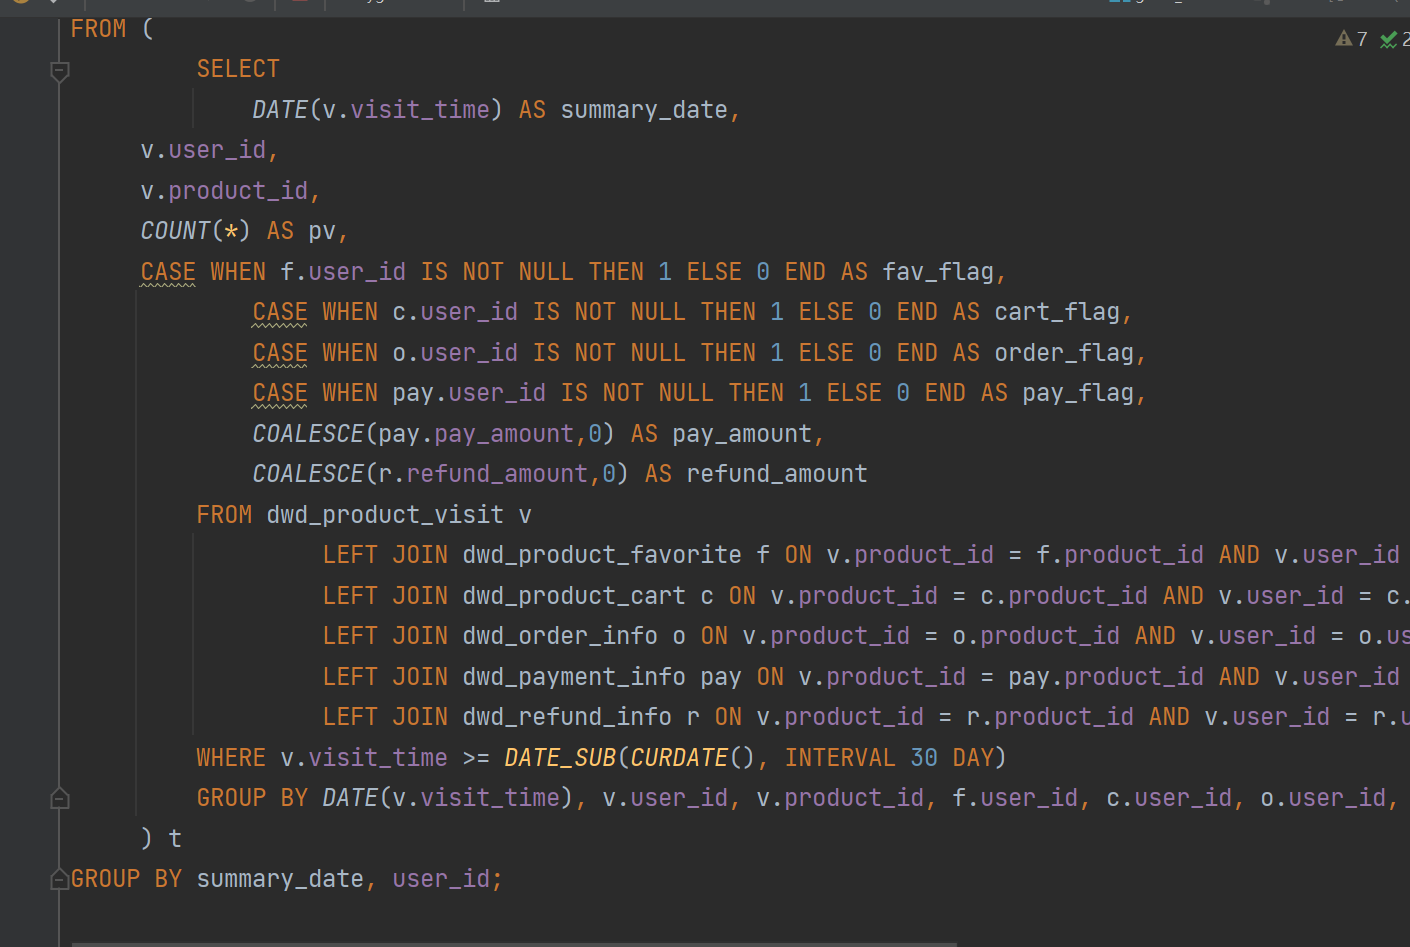 FROM (
7 2
SELECT
DATE(v.visit_time) AS summary_date,
v.user_id,
v.product_id,
COUNT(*) AS pv,
CASE WHEN f.user_id IS NOT NULL THEN 1 ELSE 0 END AS fav_flag,
CASE WHEN c.user_id IS NOT NULL THEN 1 ELSE 0 END AS cart_flag,
CASE WHEN o.user_id IS NOT NULL THEN 1 ELSE 0 END AS order_flag,
CASE WHEN pay.user_id IS NOT NULL THEN 1 ELSE 0 END AS pay_flag,
COALESCE(pay.pay_amount,0) AS pay_amount,
COALESCE(r.refund_amount,0) AS refund_amount
FROM dwd_product_visit v
LEFT JOIN dwd_product_favorite f ON v.product_id = f.product_id AND v.user_id
LEFT JOIN dwd_product_cart c ON v.product_id = c.product_id AND v.user_id = c.
LEFT JOIN dwd_order_info o ON v.product_id = o.product_id AND v.user_id = o.us
LEFT JOIN dwd_payment_info pay ON v.product_id = pay.product_id AND v.user_id
LEFT JOIN dwd_refund_info r ON v.product_id = r.product_id AND v.user_id = r.u
WHERE v.visit_time >= DATE_SUB(CURDATE(), INTERVAL 30 DAY)
GROUP BY DATE(v.visit_time), v.user_id, v.product_id, f.user_id, c.user_id, o.user_id,
) t
GROUP BY summary_date, user_id;